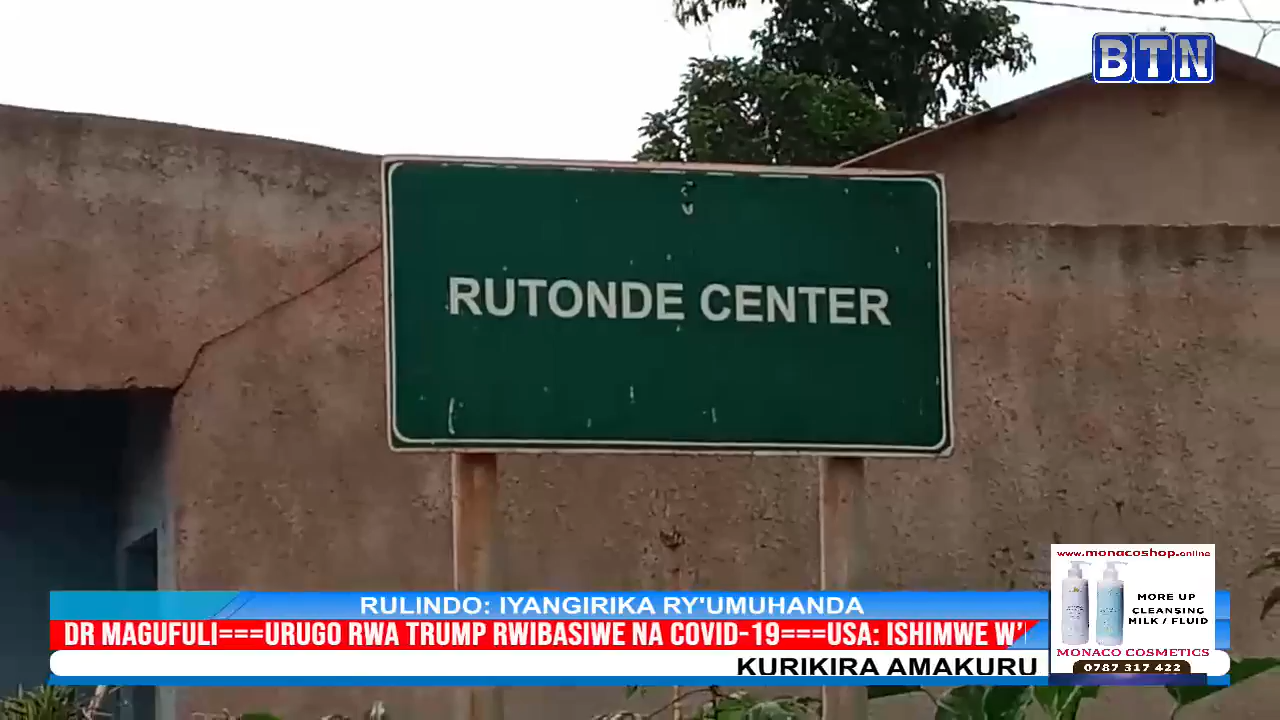 BTN
RUTONDE CENTER
RULINDO: IYANGIRIKA RY'UMUHANDA
DR MAGUFULI===URUGO RWA TRUMP RWIBASIWE NA COVID-19===USA: ISHIMWE W'
KURIKIRA AMAKURU
www.monacoshop.online
MORE UP
CLEANSING
MILK / FLUID
MONACO COSMETICS
0787 317 422